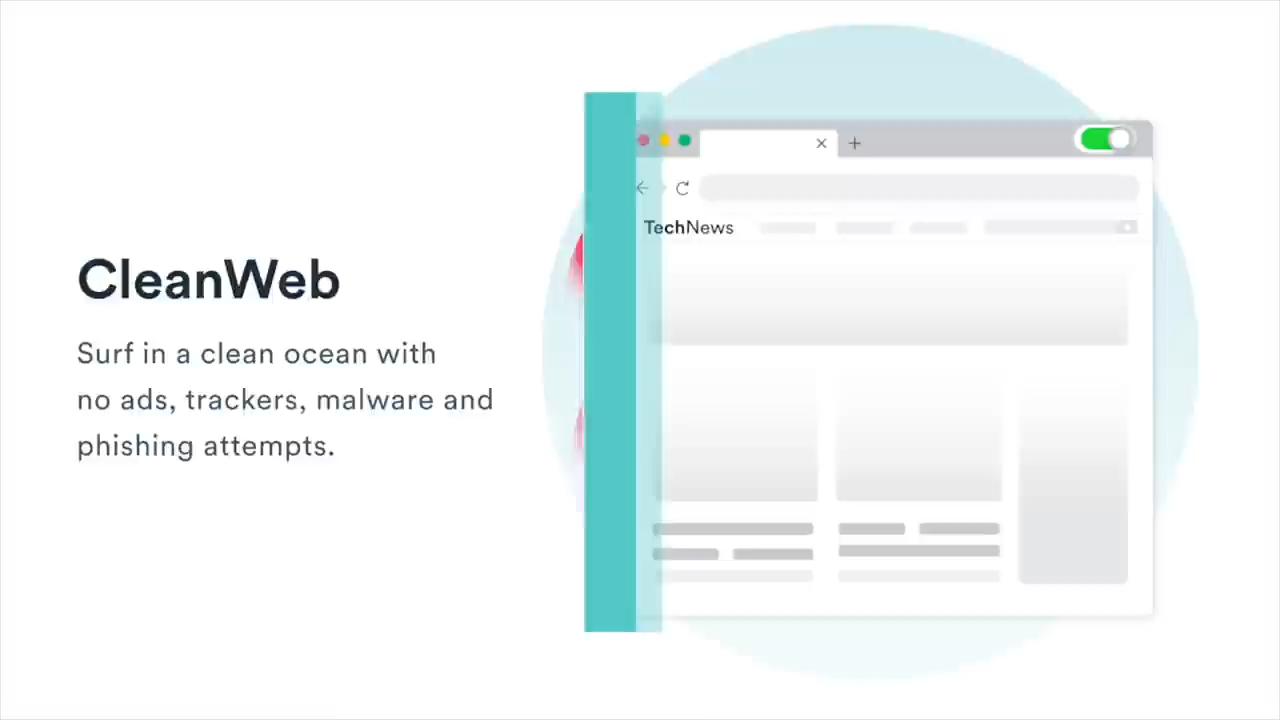 CleanWeb
Surf in a clean ocean with
no ads, trackers, malware and
phishing attempts.
TechNews